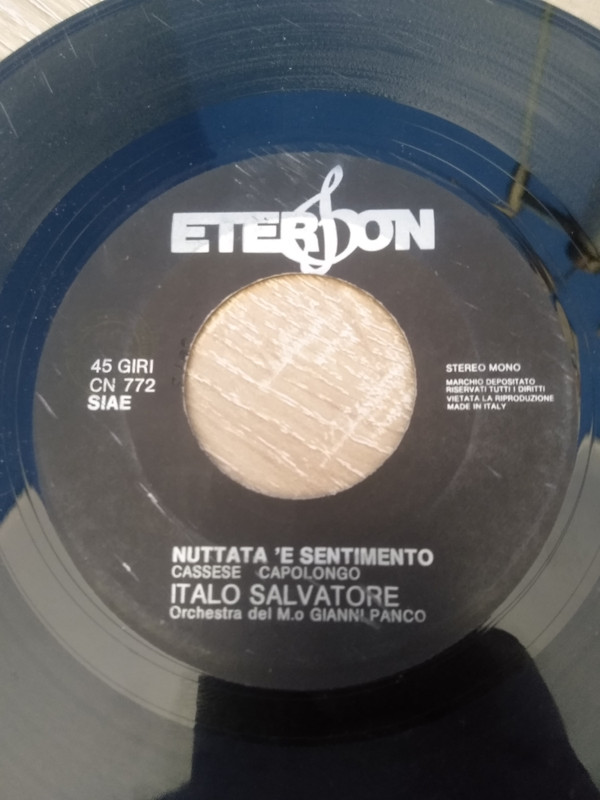 ETERSON
45 GIRI
CN 772
SIAE
STEREO MONO
MARCHIO DEPOSITATO
RISERVATI TUTTI I DIRITTI
VIETATA LA RIPRODUZIONE
MADE IN ITALY
NUTTATA 'E SENTIMENTO
CASSESE CAPOLONGO
ITALO SALVATORE
Orchestra del M.o GIANNI PANCO